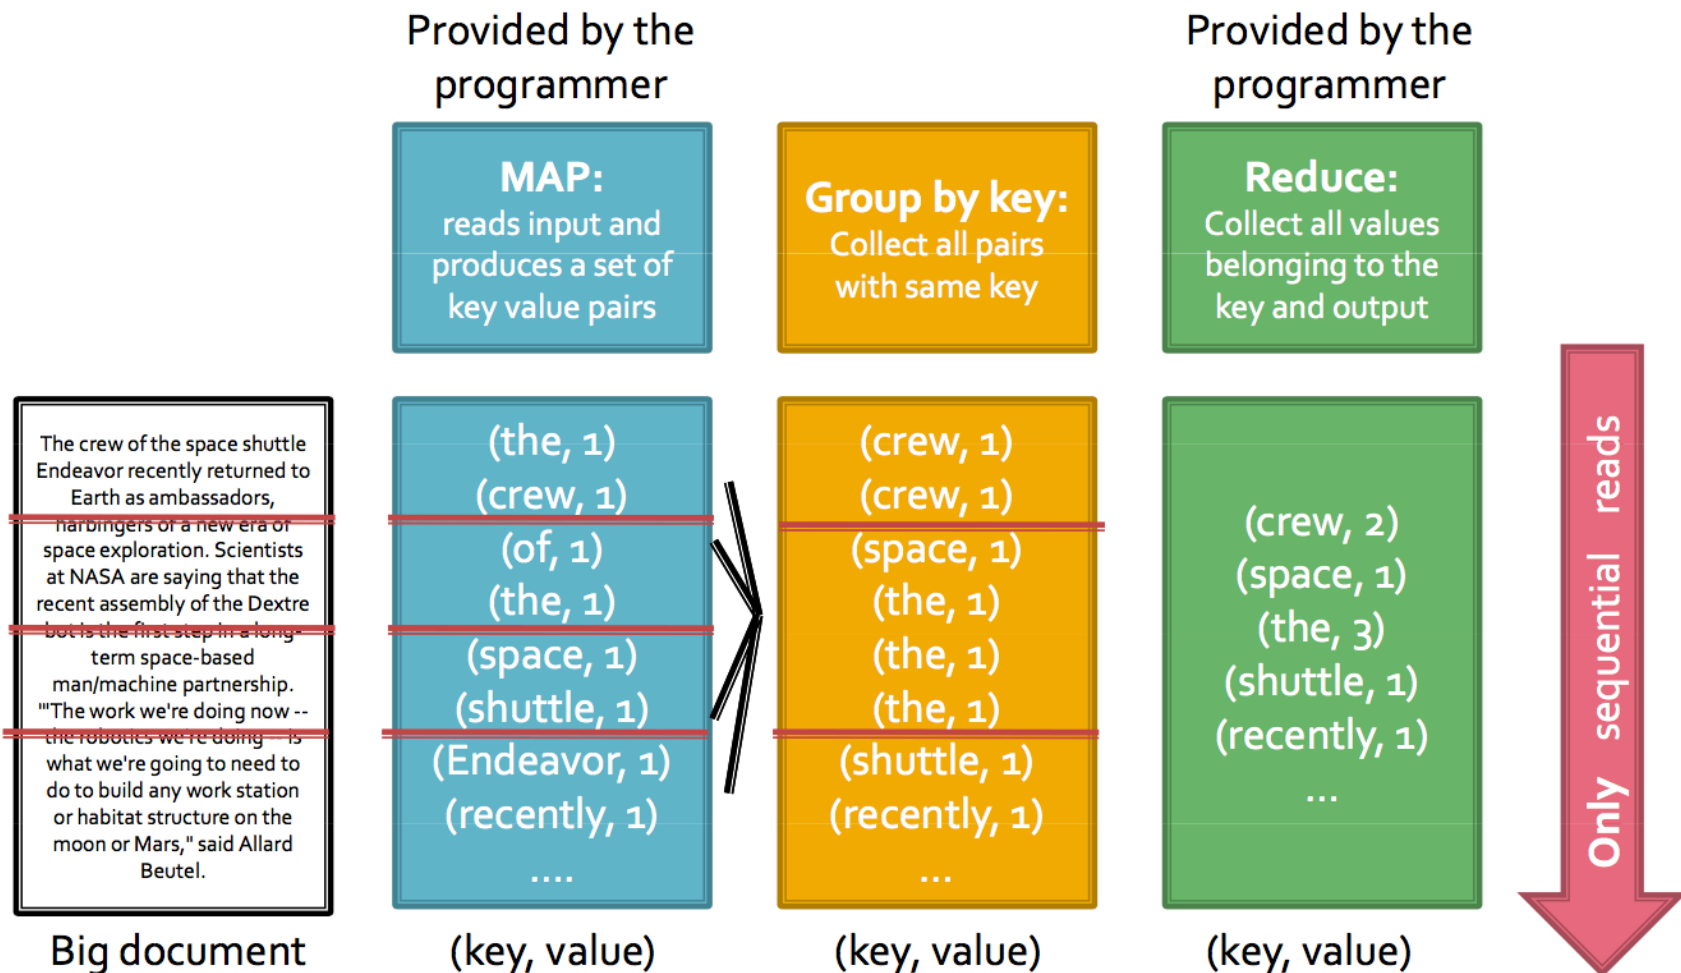 Provided by the
programmer
Provided by the
programmer
MAP:
reads input and
produces a set of
key value pairs
Group by key:
Collect all pairs
with same key
Reduce:
Collect all values
belonging to the
key and output
The crew of the space shuttle
Endeavor recently returned to
Earth as ambassadors,
harbingers of a new era of
space exploration. Scientists
at NASA are saying that the
recent assembly of the Dextre
bot is the first step in a long-
term space-based
man/machine partnership.
'"The work we're doing now --
the robotics we're doing -- is
what we're going to need to
do to build any work station
or habitat structure on the
moon or Mars," said Allard
Beutel.
Big document
(the, 1)
(crew, 1)
(of, 1)
(the, 1)
(space, 1)
(shuttle, 1)
(Endeavor, 1)
(recently, 1)
....
(key, value)
(crew, 1)
(crew, 1)
(space, 1)
(the, 1)
(the, 1)
(the, 1)
(shuttle, 1)
(recently, 1)
...
(key, value)
(crew, 2)
(space, 1)
(the, 3)
(shuttle, 1)
(recently, 1)
...
(key, value)
Only sequential reads